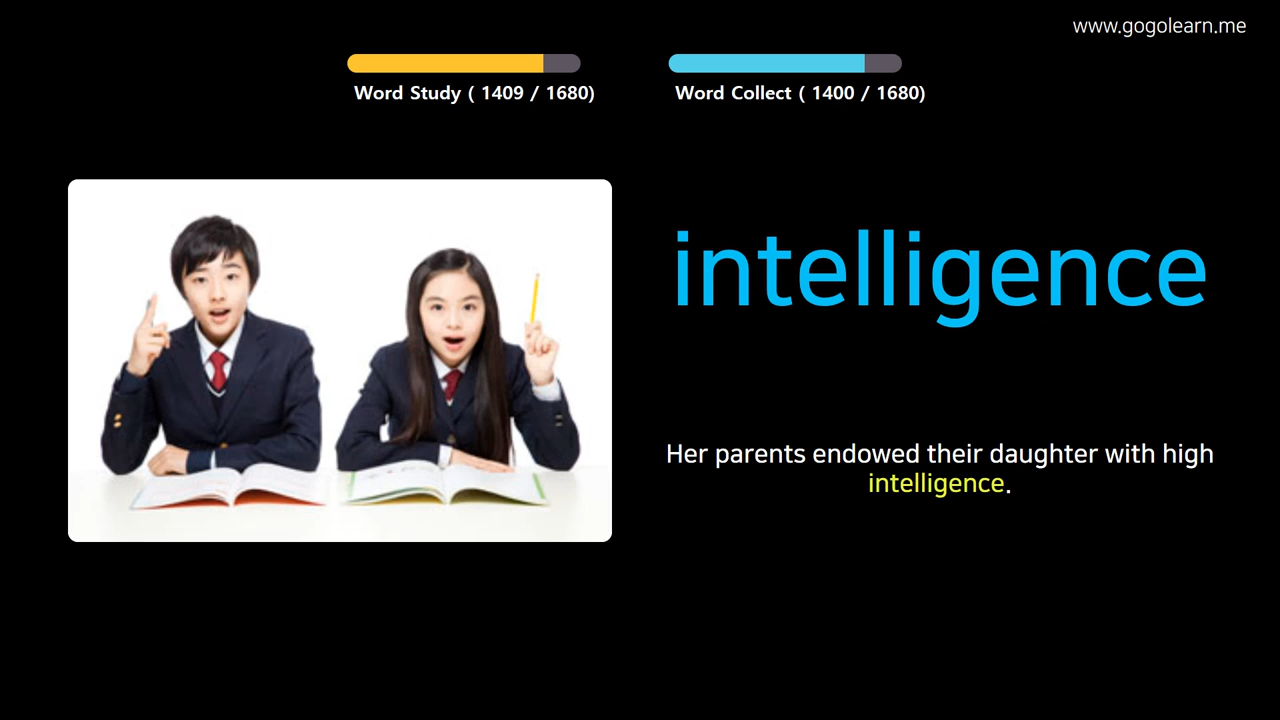 www.gogolearn.me
Word Study ( 1409 / 1680)
Word Collect ( 1400 / 1680)
intelligence
Her parents endowed their daughter with high
intelligence.